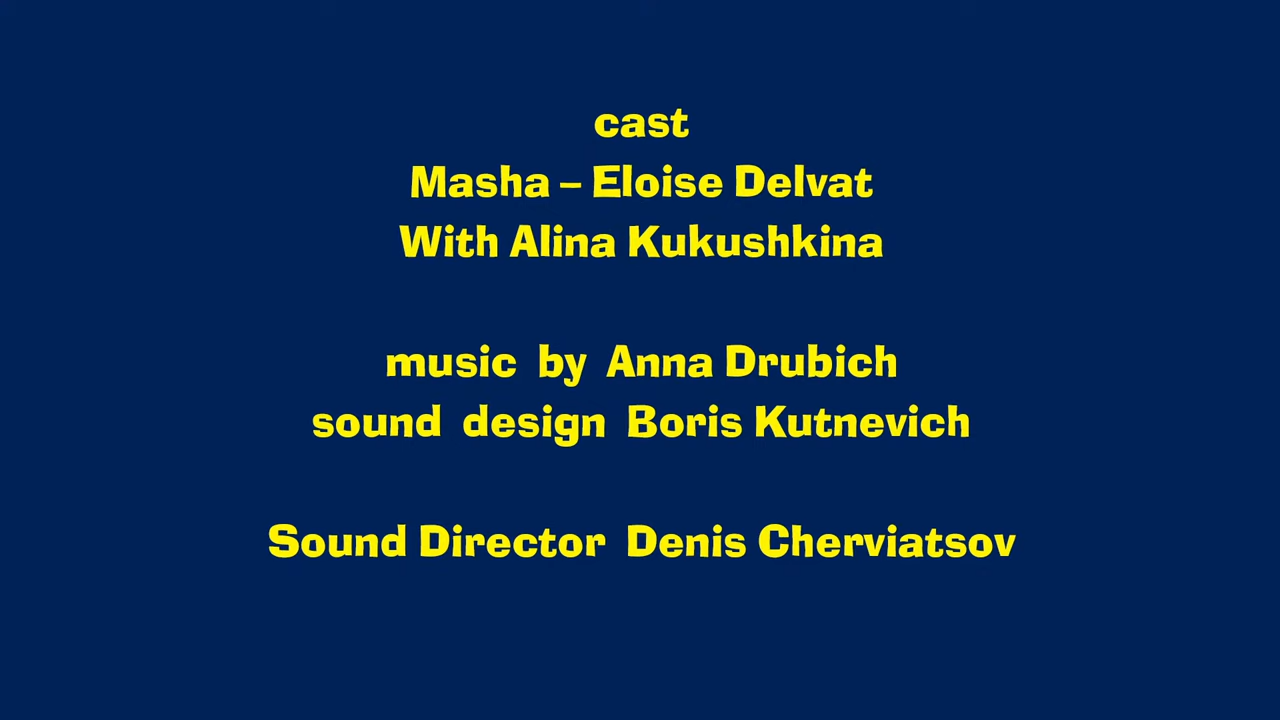 cast
Masha – Eloise Delvat
With Alina Kukushkina
music by Anna Drubich
sound design Boris Kutnevich
Sound Director Denis Cherviatsov